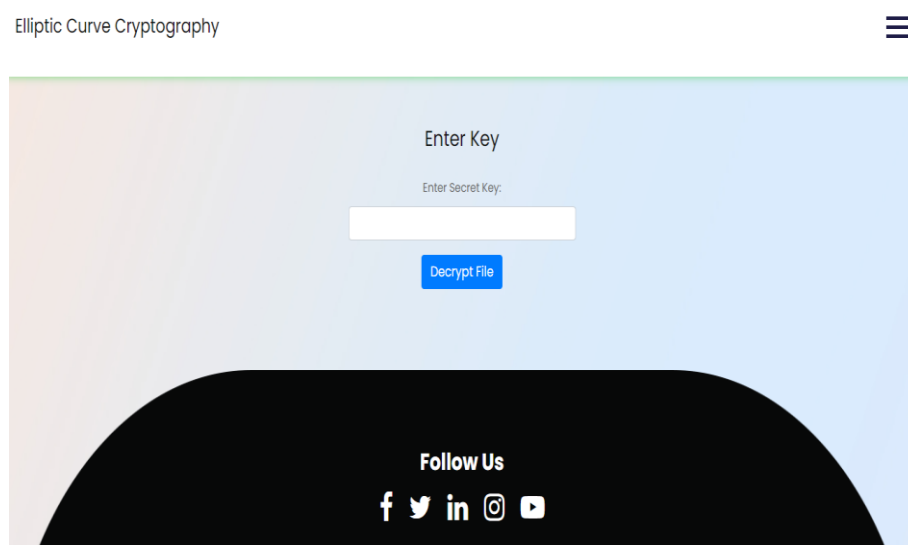 Elliptic Curve Cryptography
Enter Key
Enter Secret Key:
Decrypt File
Follow Us